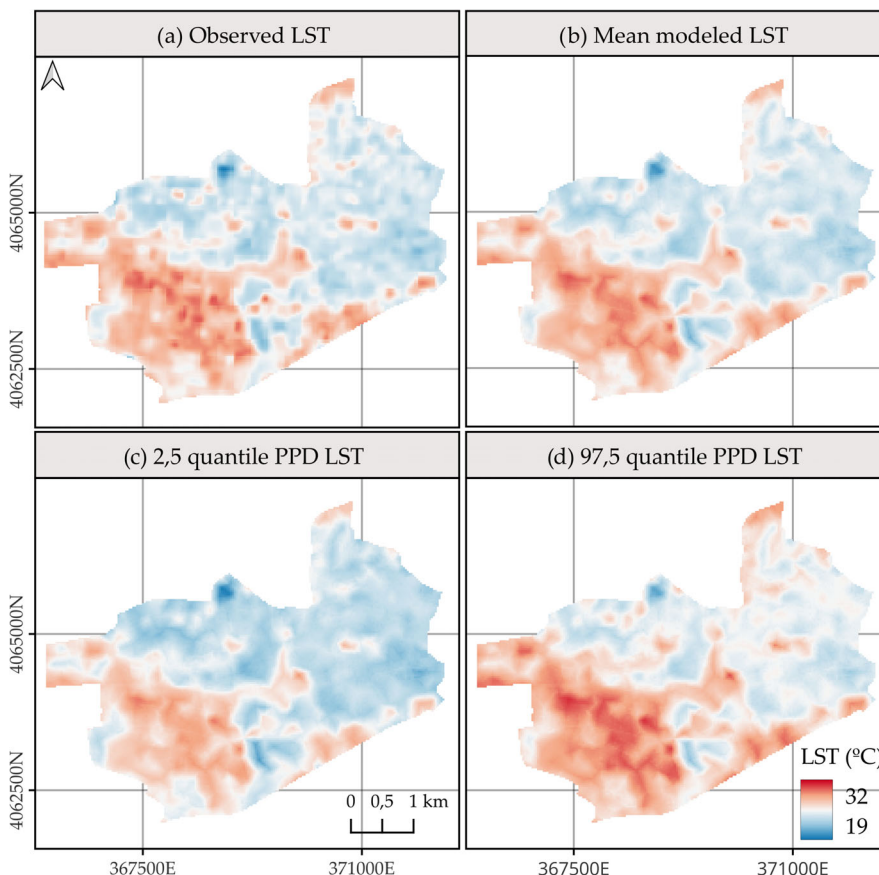 (a) Observed LST
(b) Mean modeled LST
4065000N
4062500N
(c) 2,5 quantile PPD LST
(d) 97,5 quantile PPD LST
4065000N
4062500N
0 0,5 1 km
LST (ºC)
32
19
367500E
371000E
367500E
371000E